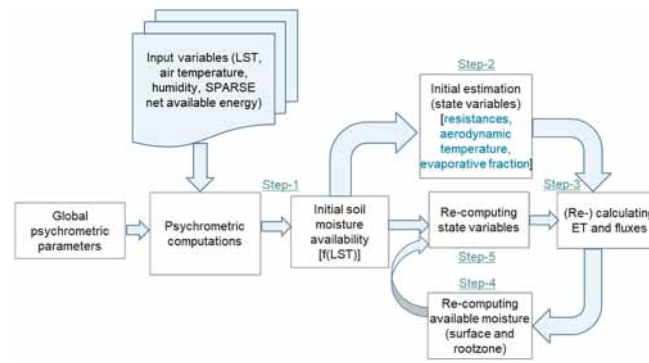 Input variables (LST,
air temperature,
humidity, SPARSE
net available energy)
Step-2
Initial estimation
(state variables)
[resistances,
aerodynamic
temperature,
evaporative fraction]
Step-1
Step-3
Global
psychrometric
parameters
Psychrometric
computations
Initial soil
moisture
availability
[f(LST)]
Re-computing
state variables
(Re-) calculating
ET and fluxes
Step-5
Step-4
Re-computing
available moisture
(surface and
rootzone)